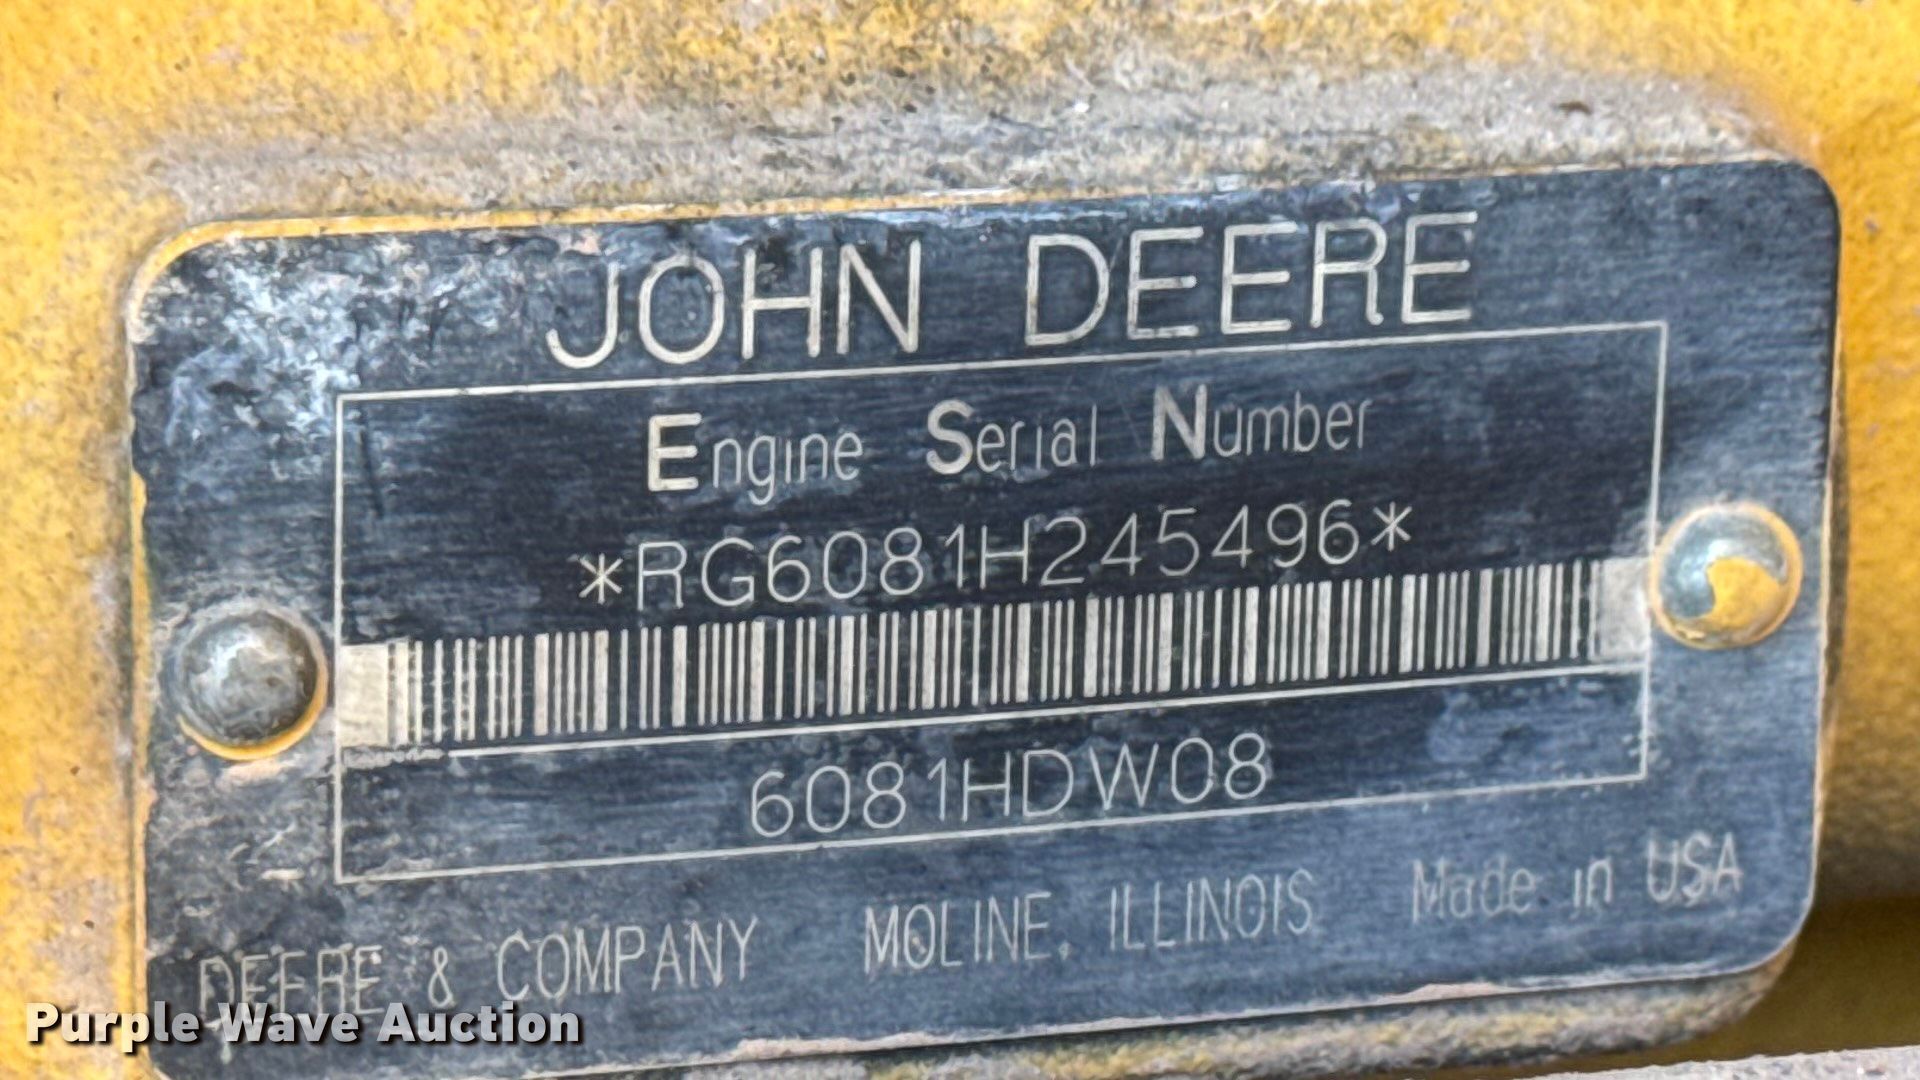 JOHN DEERE
Engine Serial Number
*RG6081H245496*
6081HDW08
DEERE & COMPANY MOLINE, ILLINOIS Made in USA
Purple Wave Auction